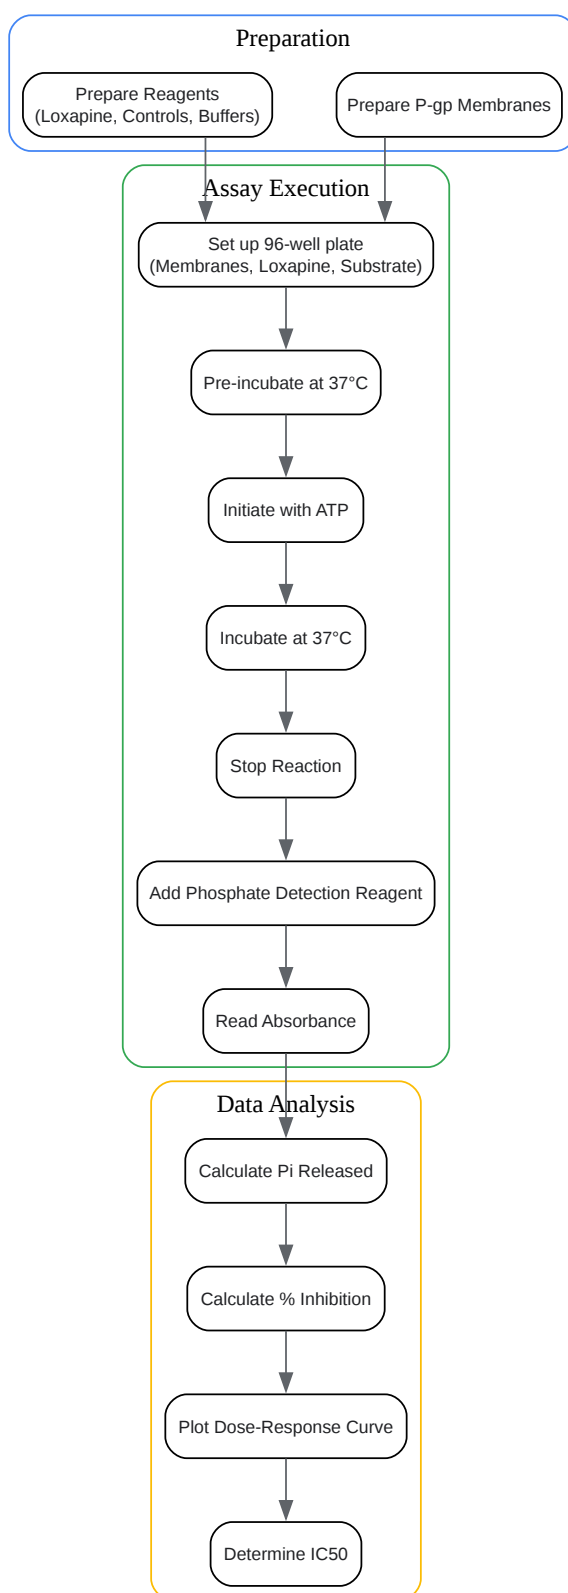 Preparation
Prepare Reagents
(Loxapine, Controls, Buffers)
Prepare P-gp Membranes
Assay Execution
Set up 96-well plate
(Membranes, Loxapine, Substrate)
Pre-incubate at 37°C
Initiate with ATP
Incubate at 37°C
Stop Reaction
Add Phosphate Detection Reagent
Read Absorbance
Data Analysis
Calculate Pi Released
Calculate % Inhibition
Plot Dose-Response Curve
Determine IC50